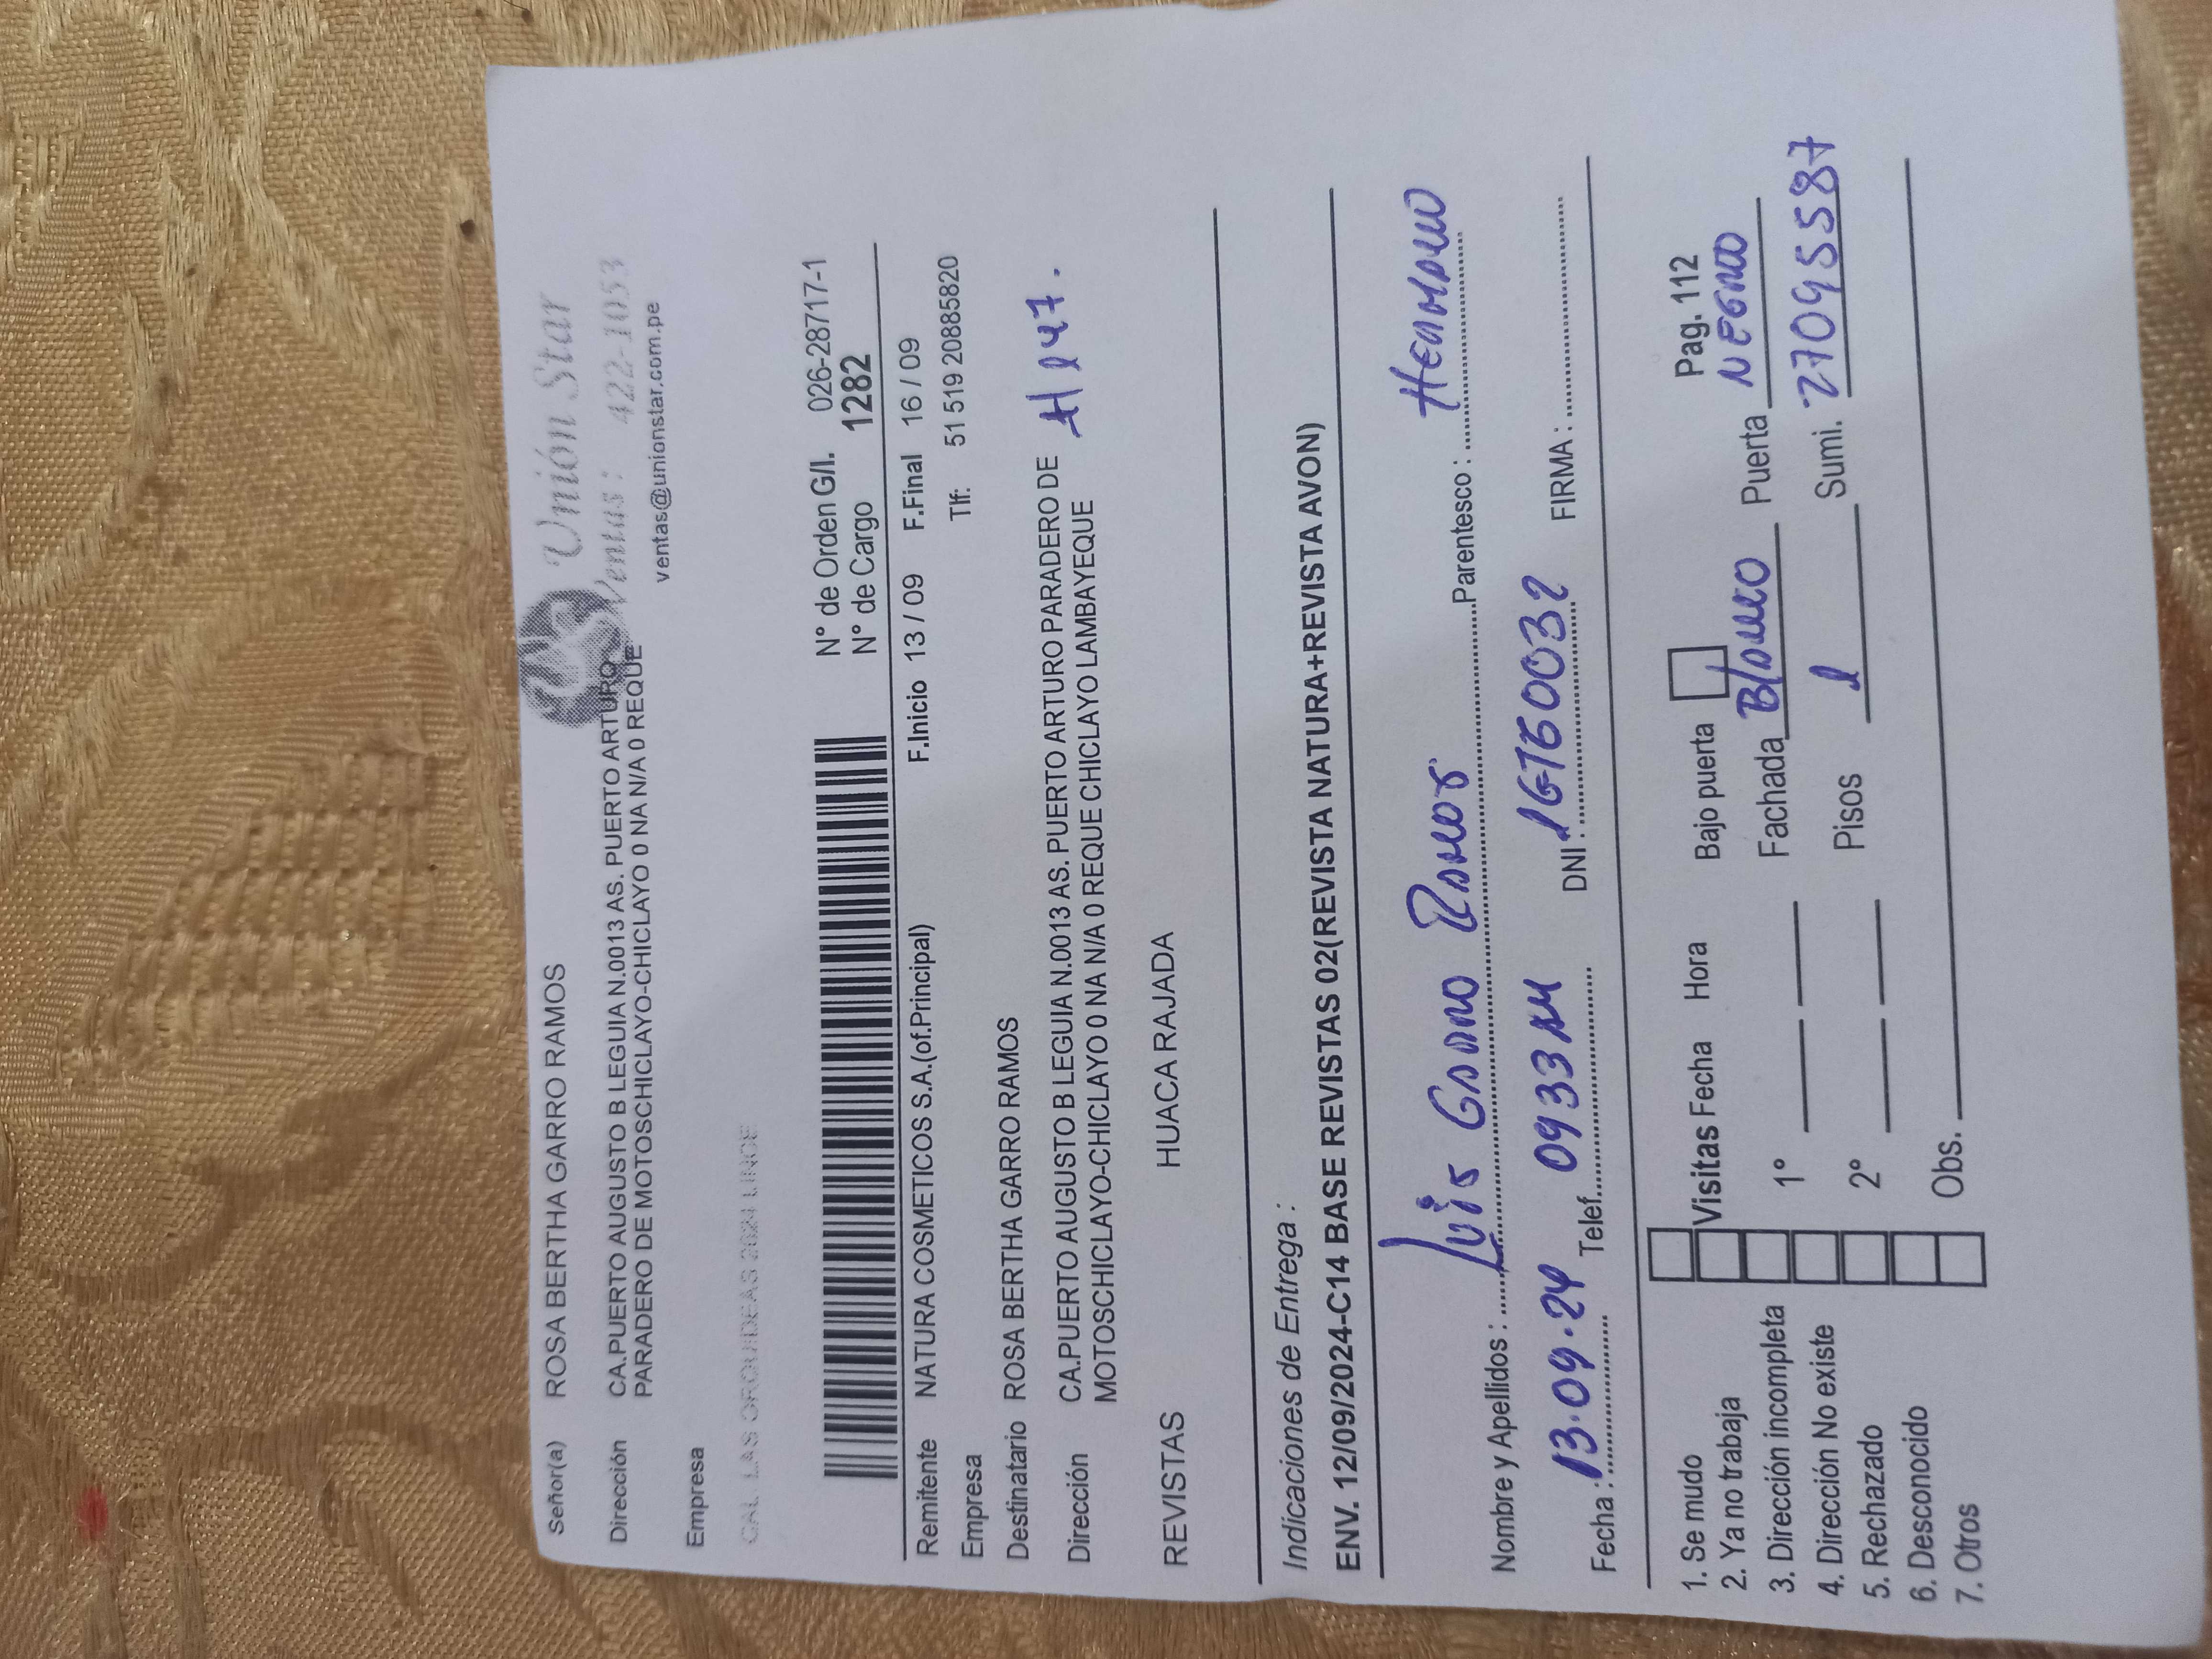 Unión Star
Ventas: 422-1053
ventas@unionstar.com.pe
Señor(a) ROSA BERTHA GARRO RAMOS
Dirección CA.PUERTO AUGUSTO B LEGUIA N.0013 AS. PUERTO ARTURO
PARADERO DE MOTOSCHICLAYO-CHICLAYO 0 NA N/A 0 REQUE
Empresa
CAL. LAS ORQUIDEAS 2624 LINCE
N° de Orden G/l. 026-28717-1
N° de Cargo 1282
Remitente NATURA COSMETICOS S.A.(of.Principal) F.Inicio 13 / 09 F.Final 16 / 09
Empresa Tlf: 51 519 20885820
Destinatario ROSA BERTHA GARRO RAMOS
Dirección CA.PUERTO AUGUSTO B LEGUIA N.0013 AS. PUERTO ARTURO PARADERO DE
MOTOSCHICLAYO-CHICLAYO 0 NA N/A 0 REQUE CHICLAYO LAMBAYEQUE
REVISTAS HUACA RAJADA
Indicaciones de Entrega :
ENV. 12/09/2024-C14 BASE REVISTAS 02(REVISTA NATURA+REVISTA AVON)
Nombre y Apellidos : Luis Garro Ramos Parentesco : Hermano
Fecha : 13.09.24 Telef. 0933 AM DNI : 16760032 FIRMA :
1. Se mudo Visitas Fecha Hora Bajo puerta Pag. 112
2. Ya no trabaja
3. Dirección incompleta 1° Fachada Blanco Puerta NEGRO
4. Dirección No existe
5. Rechazado 2° Pisos 1 Sumi. 27095587
6. Desconocido
7. Otros Obs.